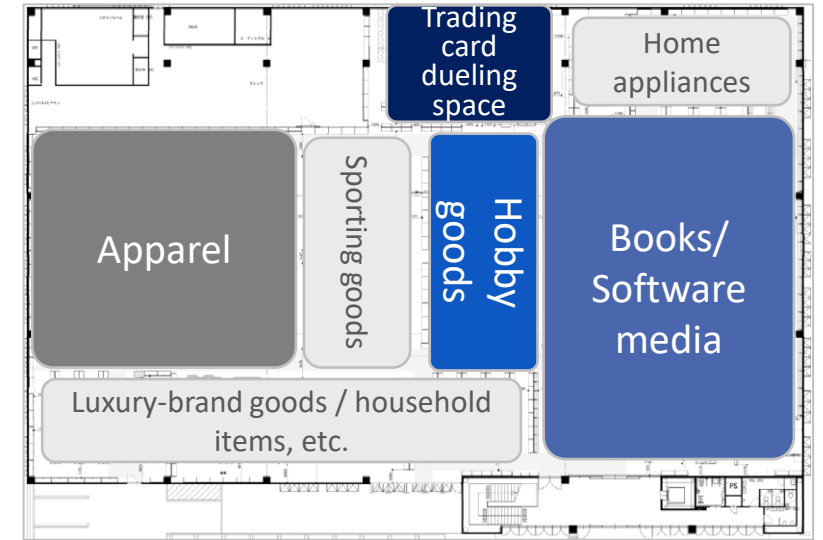 Trading
card
dueling
space
Home
appliances
Apparel
Sporting goods
Hobby
goods
Books/
Software
media
Luxury-brand goods / household
items, etc.
PS